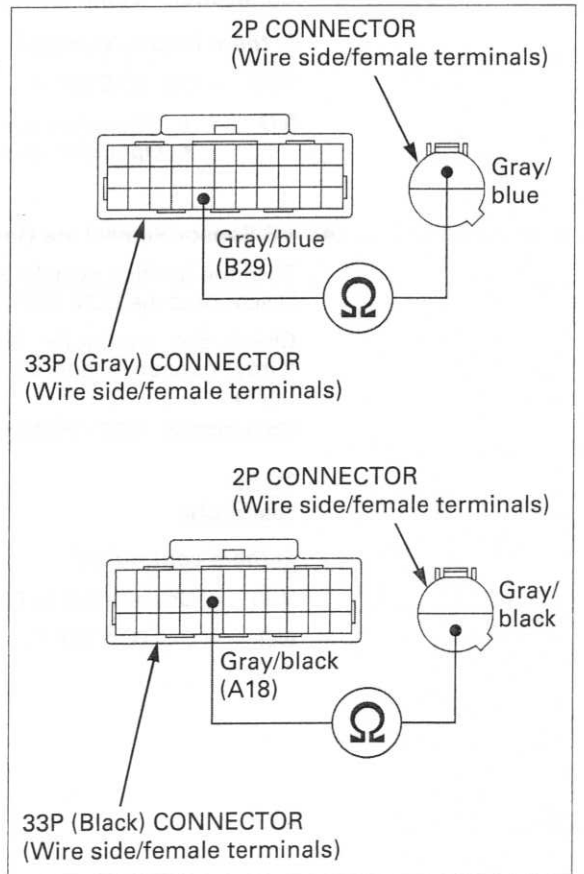 2P CONNECTOR
(Wire side/female terminals)
Gray/
blue
Gray/blue
(B29)
Ω
33P (Gray) CONNECTOR
(Wire side/female terminals)
2P CONNECTOR
(Wire side/female terminals)
Gray/
black
Gray/black
(A18)
Ω
33P (Black) CONNECTOR
(Wire side/female terminals)